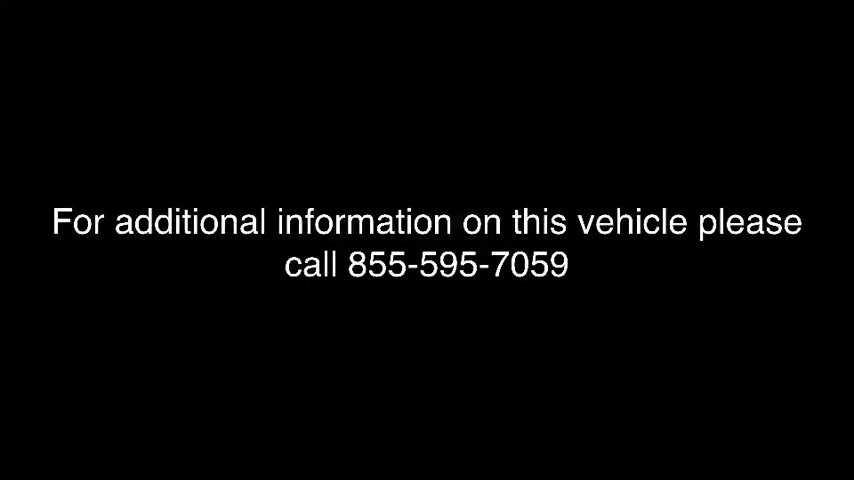 For additional information on this vehicle please
call 855-595-7059